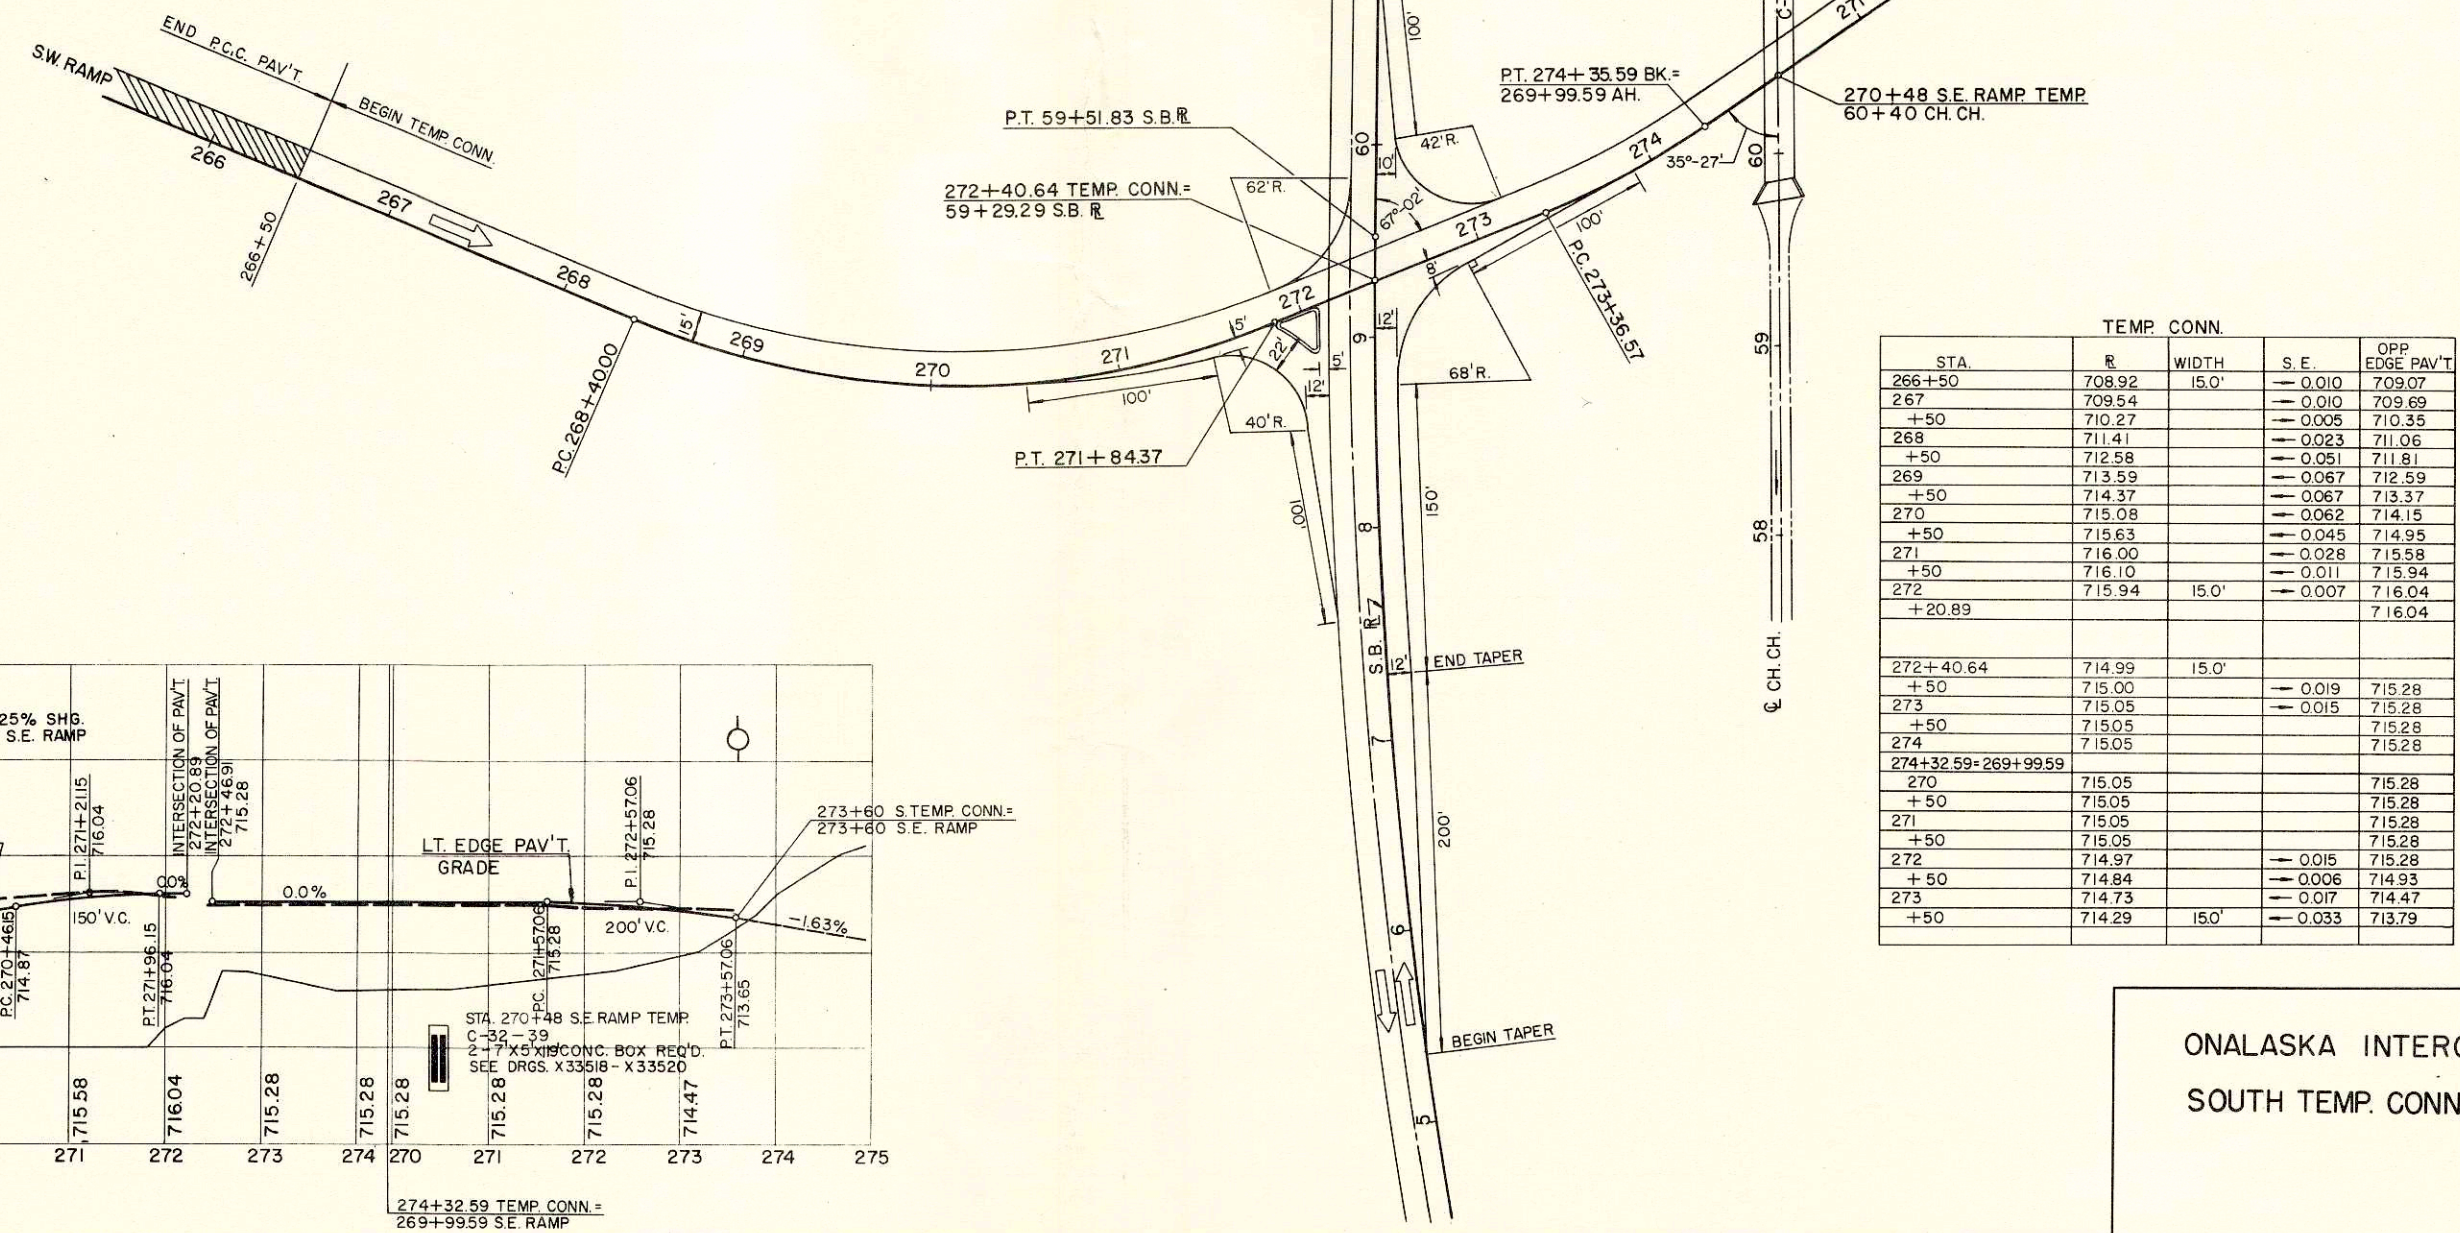 END P.C.C. PAV'T.
BEGIN TEMP. CONN.
S.W. RAMP
266
266+50
267
268
P.C. 268+40.00
15'
269
270
271
100'
5'
272
22'
40'R.
12'
5'
100'
P.T. 271+84.37
P.T. 59+51.83 S.B. ℞
272+40.64 TEMP. CONN.=
59+29.29 S.B. ℞
62'R.
100'
42'R.
60
10'
67°-02'
273
8'
100'
P.C. 273+36.57
274
P.T. 274+35.59 BK.=
269+99.59 AH.
270+48 S.E. RAMP TEMP.
60+40 CH. CH.
35°-27'
271
60
59
58
℄ CH. CH.
9
12'
68'R.
8
150'
S.B. ℞
7
12'
END TAPER
7
200'
6
BEGIN TAPER
5
TEMP. CONN.
STA. ℞ WIDTH S.E. OPP. EDGE PAV'T.
266+50 708.92 15.0' → 0.010 709.07
267 709.54 → 0.010 709.69
+50 710.27 → 0.005 710.35
268 711.41 ← 0.023 711.06
+50 712.58 ← 0.051 711.81
269 713.59 ← 0.067 712.59
+50 714.37 ← 0.067 713.37
270 715.08 ← 0.062 714.15
+50 715.63 ← 0.045 714.95
271 716.00 ← 0.028 715.58
+50 716.10 ← 0.011 715.94
272 715.94 15.0' → 0.007 716.04
+20.89 716.04
272+40.64 714.99 15.0'
+50 715.00 → 0.019 715.28
273 715.05 → 0.015 715.28
+50 715.05 715.28
274 715.05 715.28
274+32.59=269+99.59
270 715.05 715.28
+50 715.05 715.28
271 715.05 715.28
+50 715.05 715.28
272 714.97 → 0.015 715.28
+50 714.84 → 0.006 714.93
273 714.73 ← 0.017 714.47
+50 714.29 15.0' ← 0.033 713.79
25% SHG.
S.E. RAMP
P.I. 271+21.15
716.04
INTERSECTION OF PAV'T.
272+20.89
INTERSECTION OF PAV'T.
272+46.91
715.28
0.0%
0.0%
150' V.C.
P.C. 270+46.15
714.87
P.T. 271+96.15
716.04
LT. EDGE PAV'T.
GRADE
P.I. 272+57.06
715.28
273+60 S.TEMP. CONN.=
273+60 S.E. RAMP
200' V.C.
-1.63%
P.C. 271+57.06
715.28
P.T. 273+57.06
713.65
STA. 270+48 S.E. RAMP TEMP.
C-32-39
2-7'X5'X119' CONC. BOX REQ'D.
SEE DRGS. X33518-X33520
715.58 716.04 715.28 715.28 715.28 715.28 715.28 714.47
271 272 273 274 270 271 272 273 274 275
274+32.59 TEMP. CONN.=
269+99.59 S.E. RAMP
ONALASKA INTERC
SOUTH TEMP. CONN